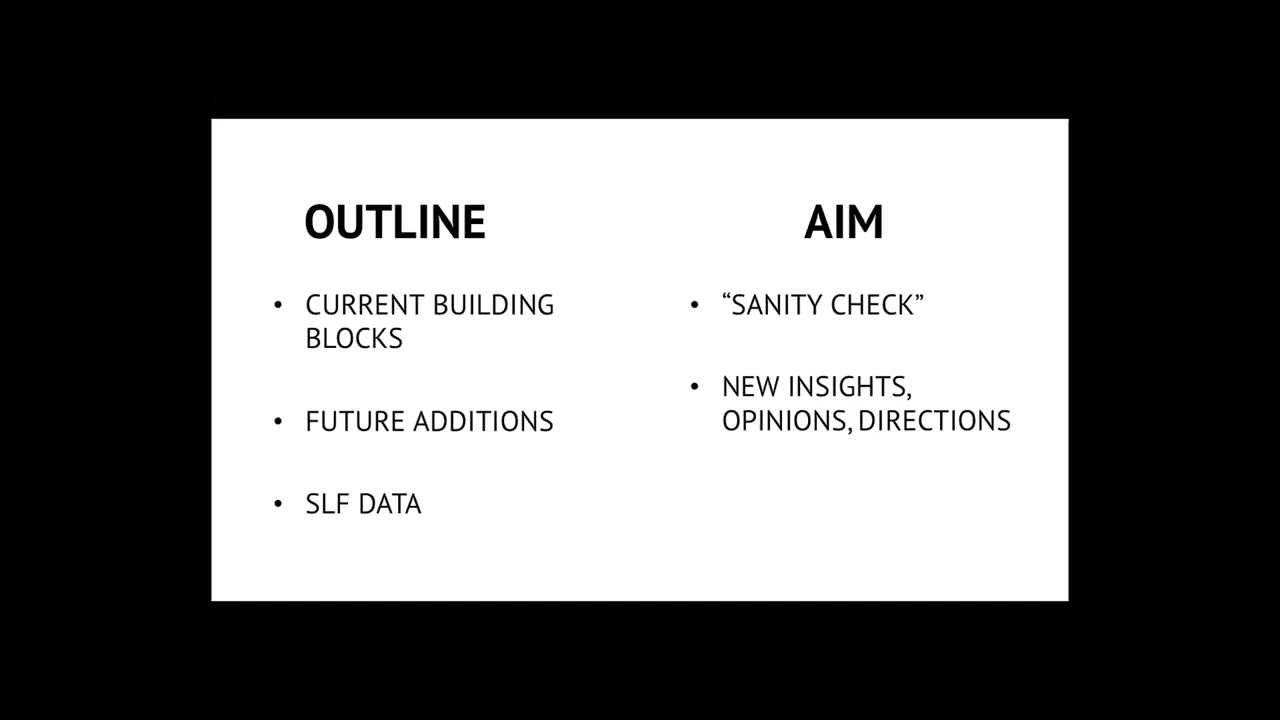 OUTLINE
• CURRENT BUILDING
BLOCKS
• FUTURE ADDITIONS
• SLF DATA
AIM
• “SANITY CHECK”
• NEW INSIGHTS,
OPINIONS, DIRECTIONS